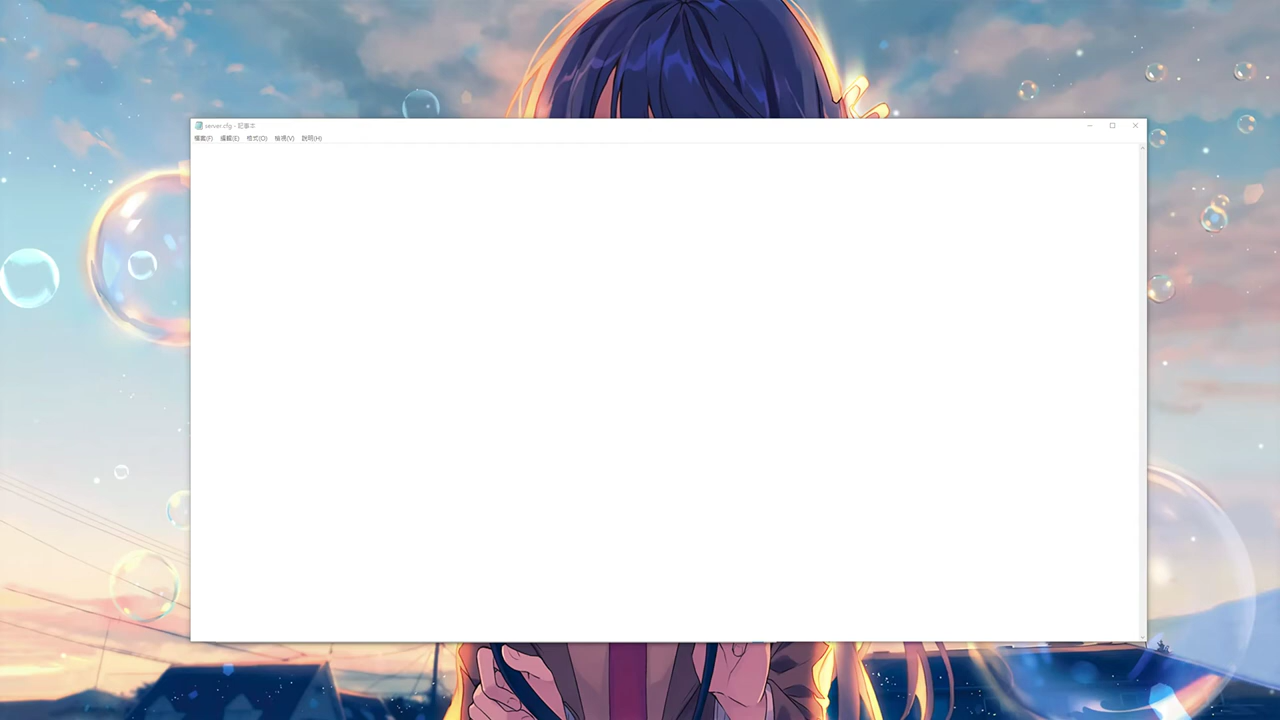 server.cfg - 記事本
檔案(F) 編輯(E) 格式(O) 檢視(V) 說明(H)